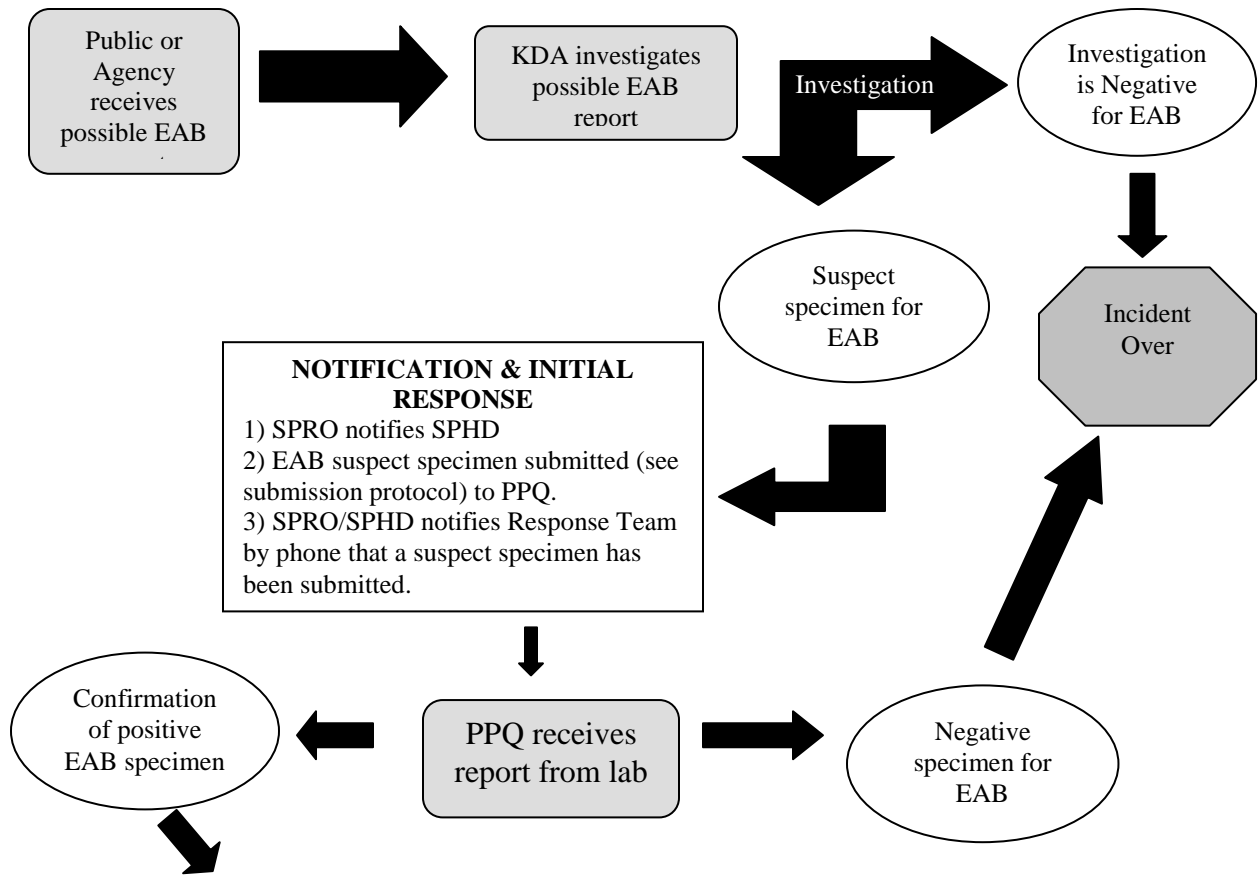 Public or
Agency
receives
possible EAB
KDA investigates
possible EAB
report
Investigation
Investigation
is Negative
for EAB
Suspect
specimen for
EAB
Incident
Over
NOTIFICATION & INITIAL
RESPONSE
1) SPRO notifies SPHD
2) EAB suspect specimen submitted (see
submission protocol) to PPQ.
3) SPRO/SPHD notifies Response Team
by phone that a suspect specimen has
been submitted.
Confirmation
of positive
EAB specimen
PPQ receives
report from lab
Negative
specimen for
EAB